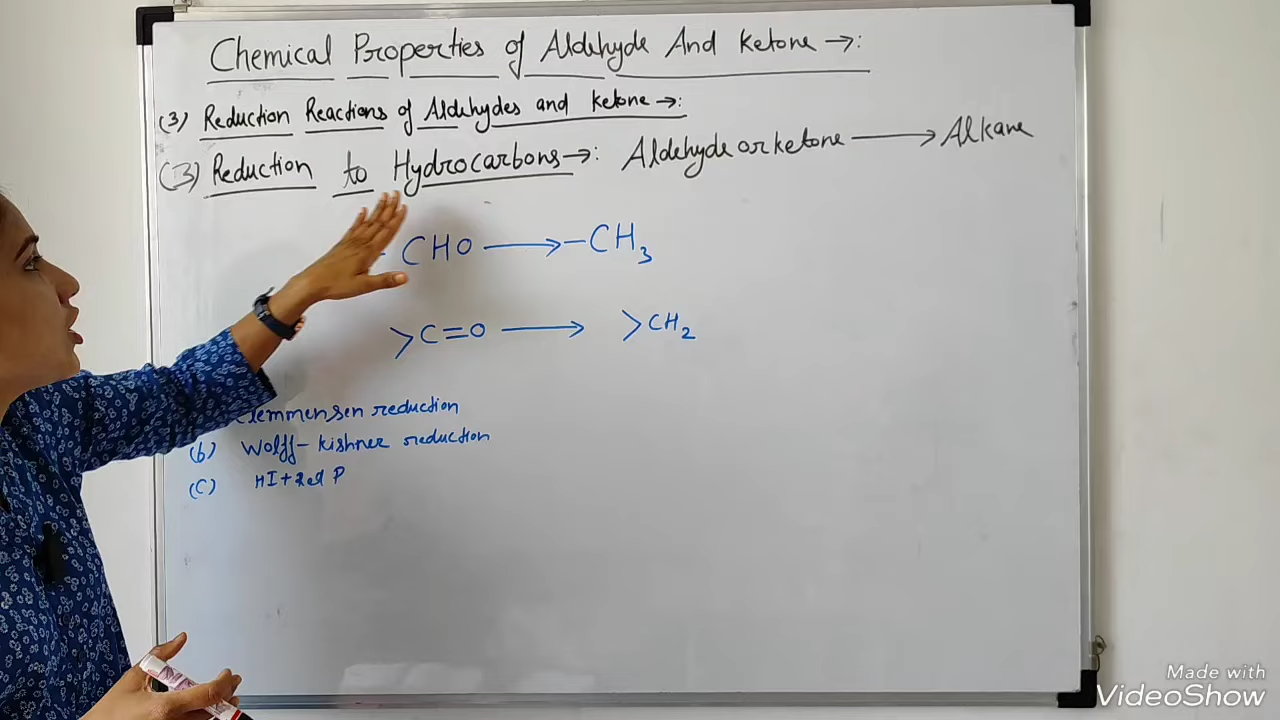 Chemical Properties of Aldehyde And Ketone →:
(3) Reduction Reactions of Aldehydes and Ketone →:
(3) Reduction to Hydrocarbons →: Aldehyde or ketone ⟶ Alkane
- CHO ⟶ -CH3
>C=O ⟶ >CH2
Clemmensen reduction
(b) Wolff-kishner reduction
(C) HI+Red P
Made with
VideoShow